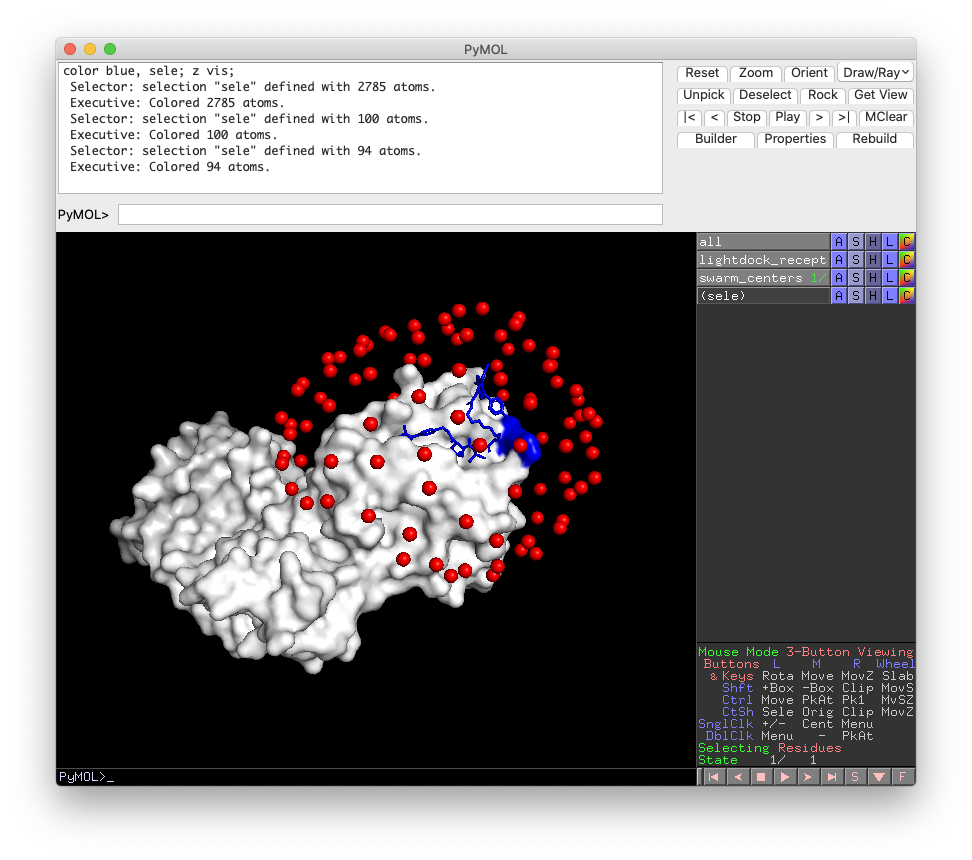 PyMOL
color blue, sele; z vis;
Selector: selection "sele" defined with 2785 atoms.
Executive: Colored 2785 atoms.
Selector: selection "sele" defined with 100 atoms.
Executive: Colored 100 atoms.
Selector: selection "sele" defined with 94 atoms.
Executive: Colored 94 atoms.
Reset Zoom Orient Draw/Ray
Unpick Deselect Rock Get View
|< < Stop Play > >| MClear
Builder Properties Rebuild
PyMOL>
all A S H L C
lightdock_recept A S H L C
swarm_centers 1/ A S H L C
(sele) A S H L C
Mouse Mode 3-Button Viewing
Buttons L M R Wheel
& Keys Rota Move MovZ Slab
Shft +Box -Box Clip MovS
Ctrl Move PkAt Pk1 MvSZ
CtSh Sele Orig Clip MovZ
SnglClk +/- Cent Menu
DblClk Menu - PkAt
Selecting Residues
State 1/ 1
PyMOL>_
S F